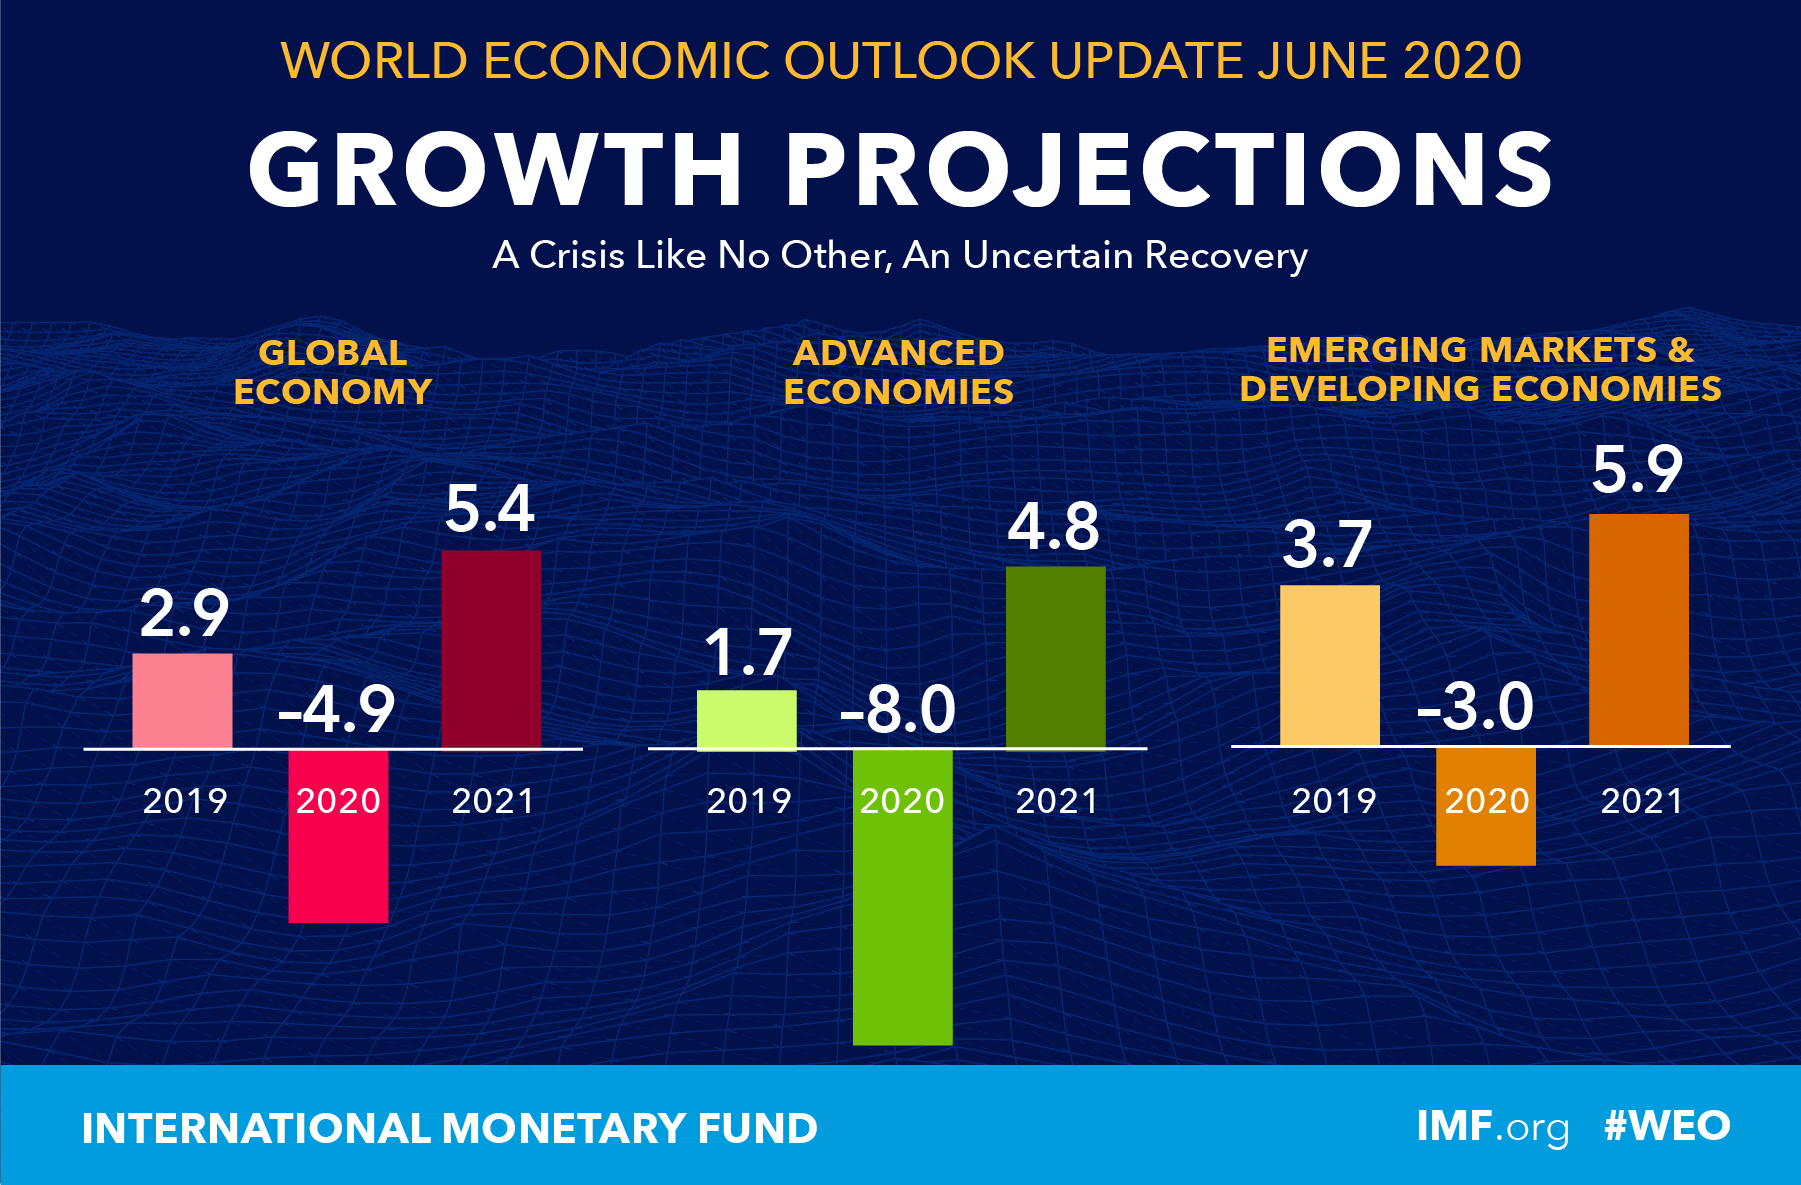 WORLD ECONOMIC OUTLOOK UPDATE JUNE 2020
GROWTH PROJECTIONS
A Crisis Like No Other, An Uncertain Recovery
GLOBAL
ECONOMY
2.9
–4.9
5.4
2019
2020
2021
ADVANCED
ECONOMIES
1.7
–8.0
4.8
2019
2020
2021
EMERGING MARKETS &
DEVELOPING ECONOMIES
3.7
–3.0
5.9
2019
2020
2021
INTERNATIONAL MONETARY FUND
IMF.org #WEO